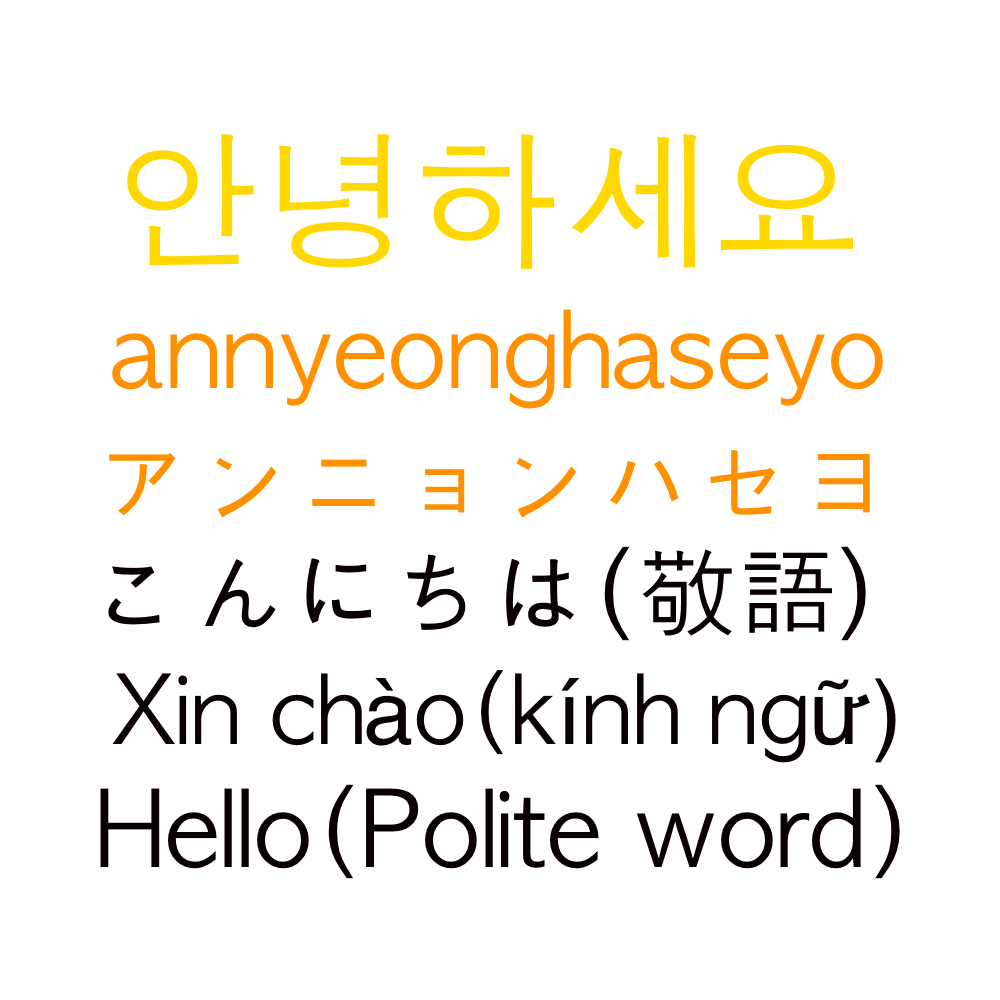 안녕하세요
annyeonghaseyo
アンニョンハセヨ
こんにちは(敬語)
Xin chào(kính ngữ)
Hello(Polite word)